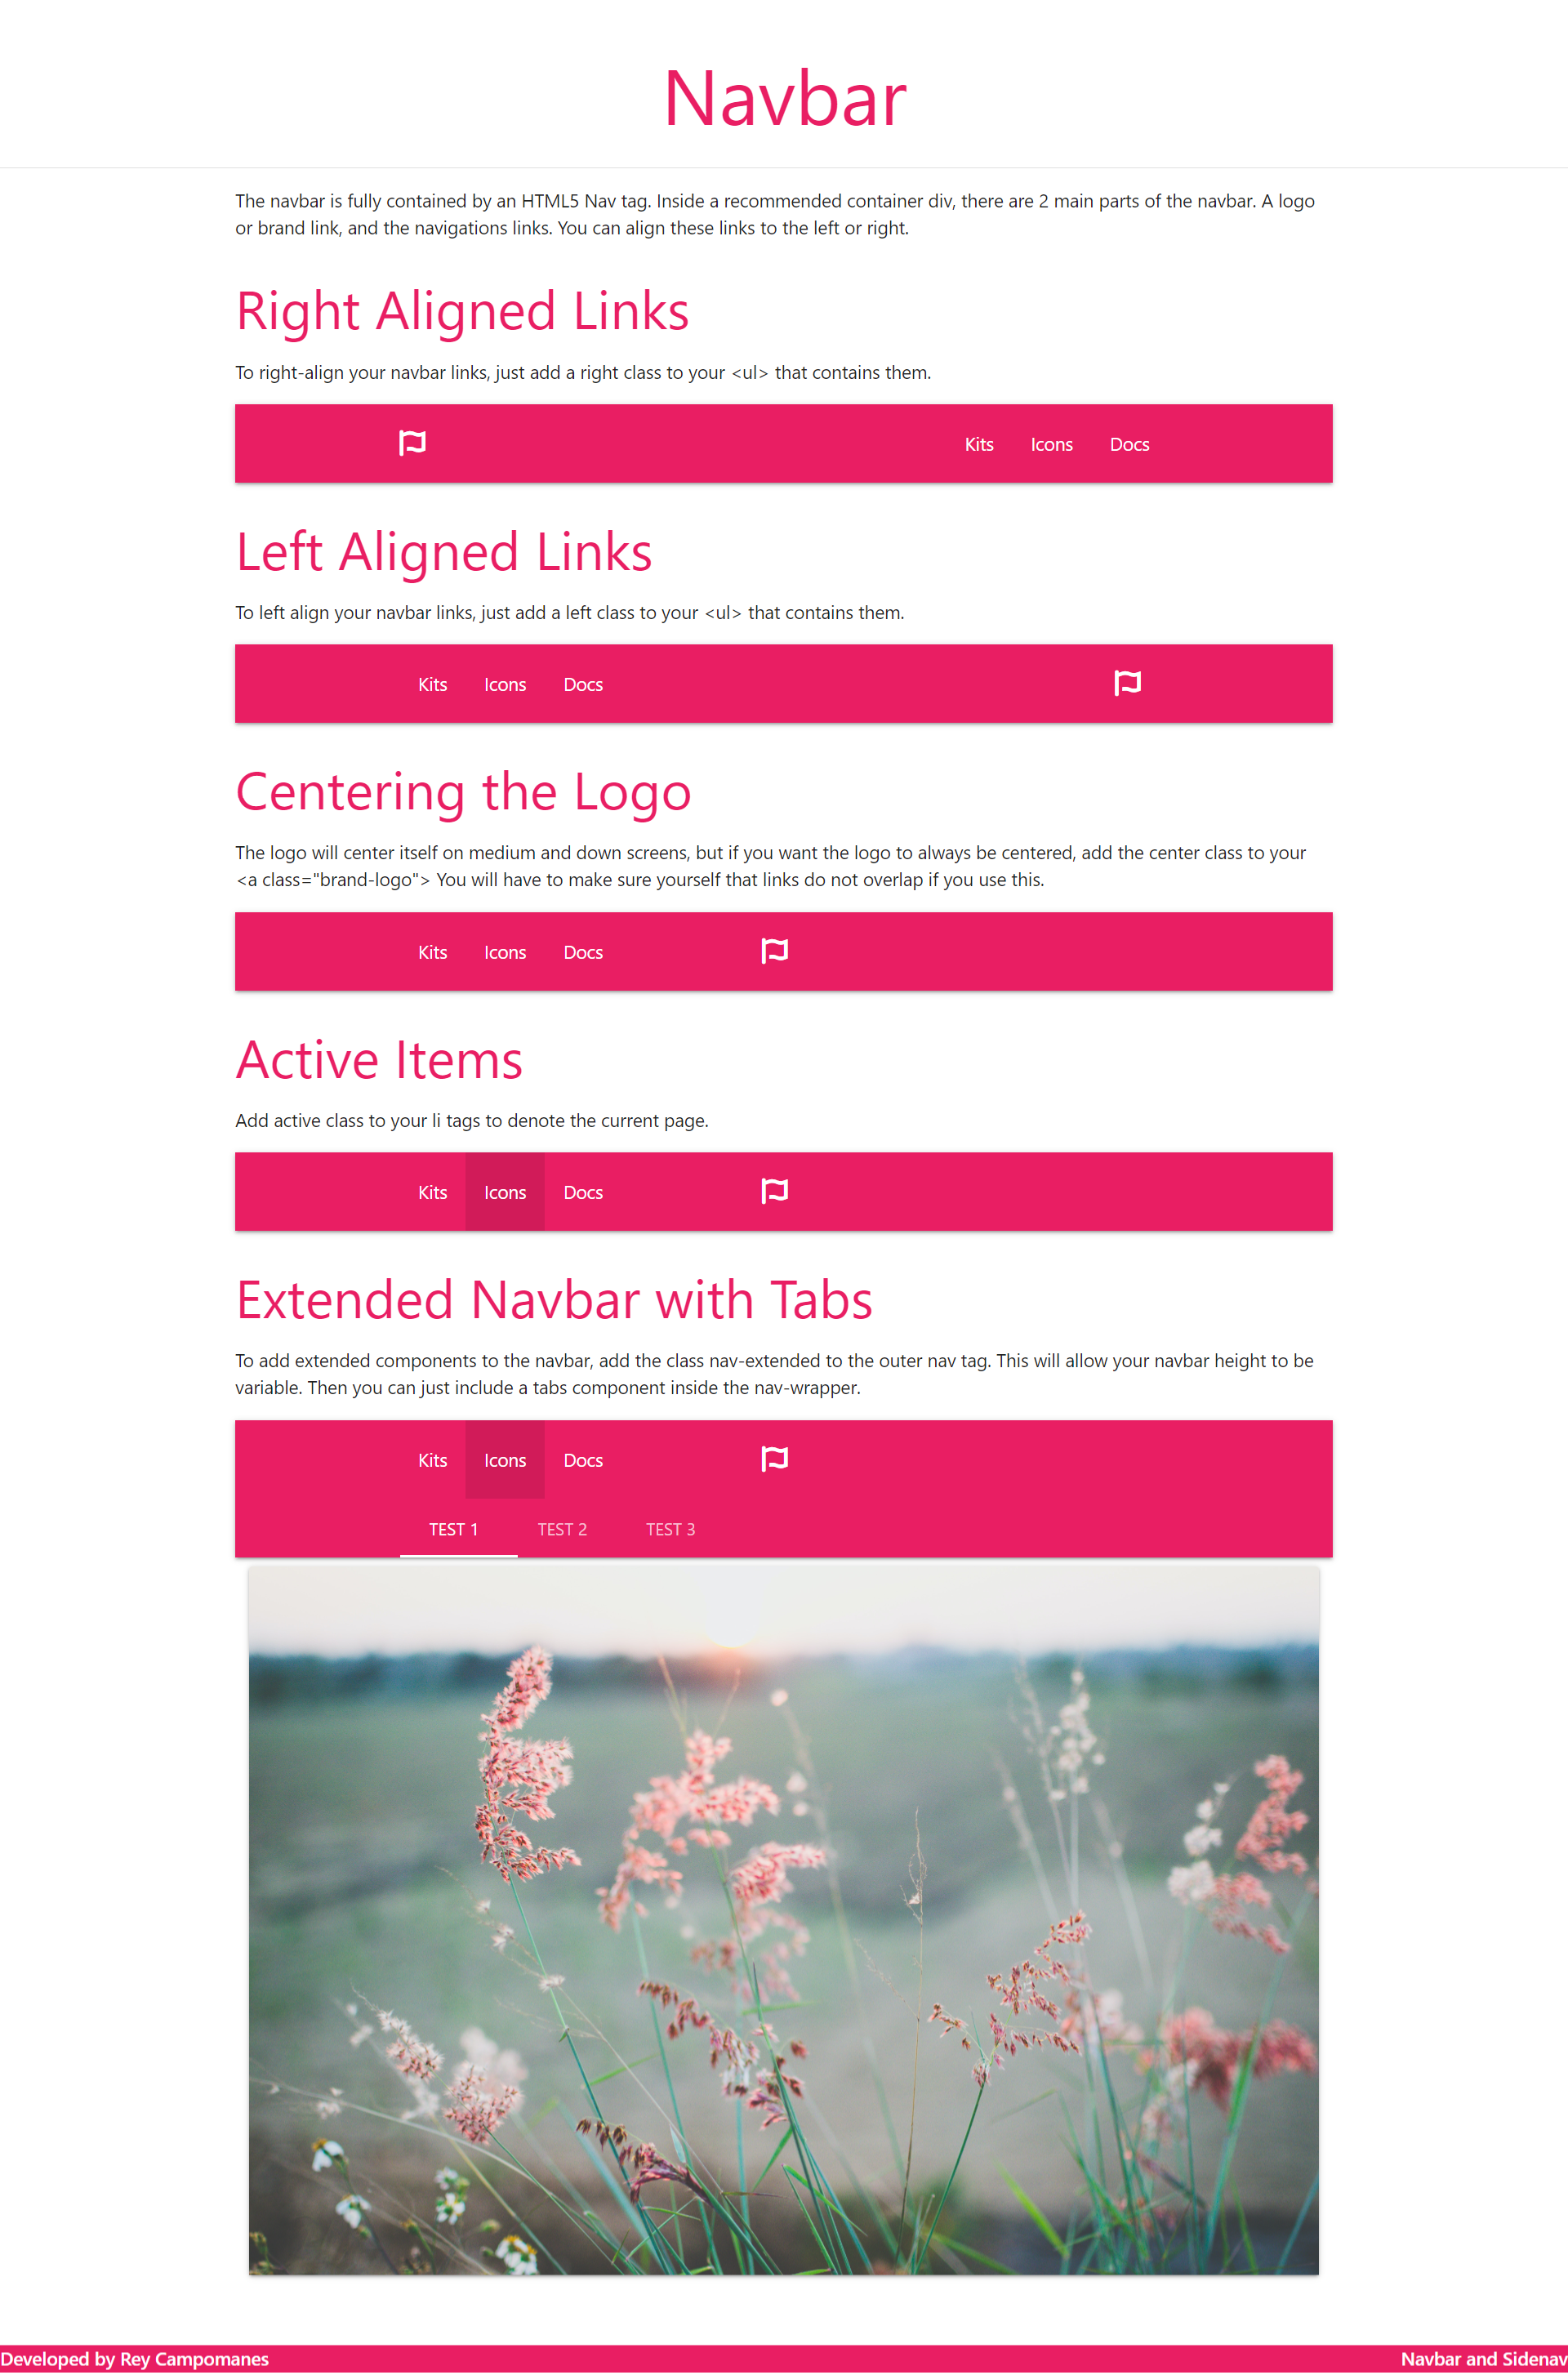 Navbar
The navbar is fully contained by an HTML5 Nav tag. Inside a recommended container div, there are 2 main parts of the navbar. A logo
or brand link, and the navigations links. You can align these links to the left or right.
Right Aligned Links
To right-align your navbar links, just add a right class to your <ul> that contains them.
Kits Icons Docs
Left Aligned Links
To left align your navbar links, just add a left class to your <ul> that contains them.
Kits Icons Docs
Centering the Logo
The logo will center itself on medium and down screens, but if you want the logo to always be centered, add the center class to your
<a class="brand-logo"> You will have to make sure yourself that links do not overlap if you use this.
Kits Icons Docs
Active Items
Add active class to your li tags to denote the current page.
Kits Icons Docs
Extended Navbar with Tabs
To add extended components to the navbar, add the class nav-extended to the outer nav tag. This will allow your navbar height to be
variable. Then you can just include a tabs component inside the nav-wrapper.
Kits Icons Docs
TEST 1 TEST 2 TEST 3
Developed by Rey Campomanes Navbar and Sidenav